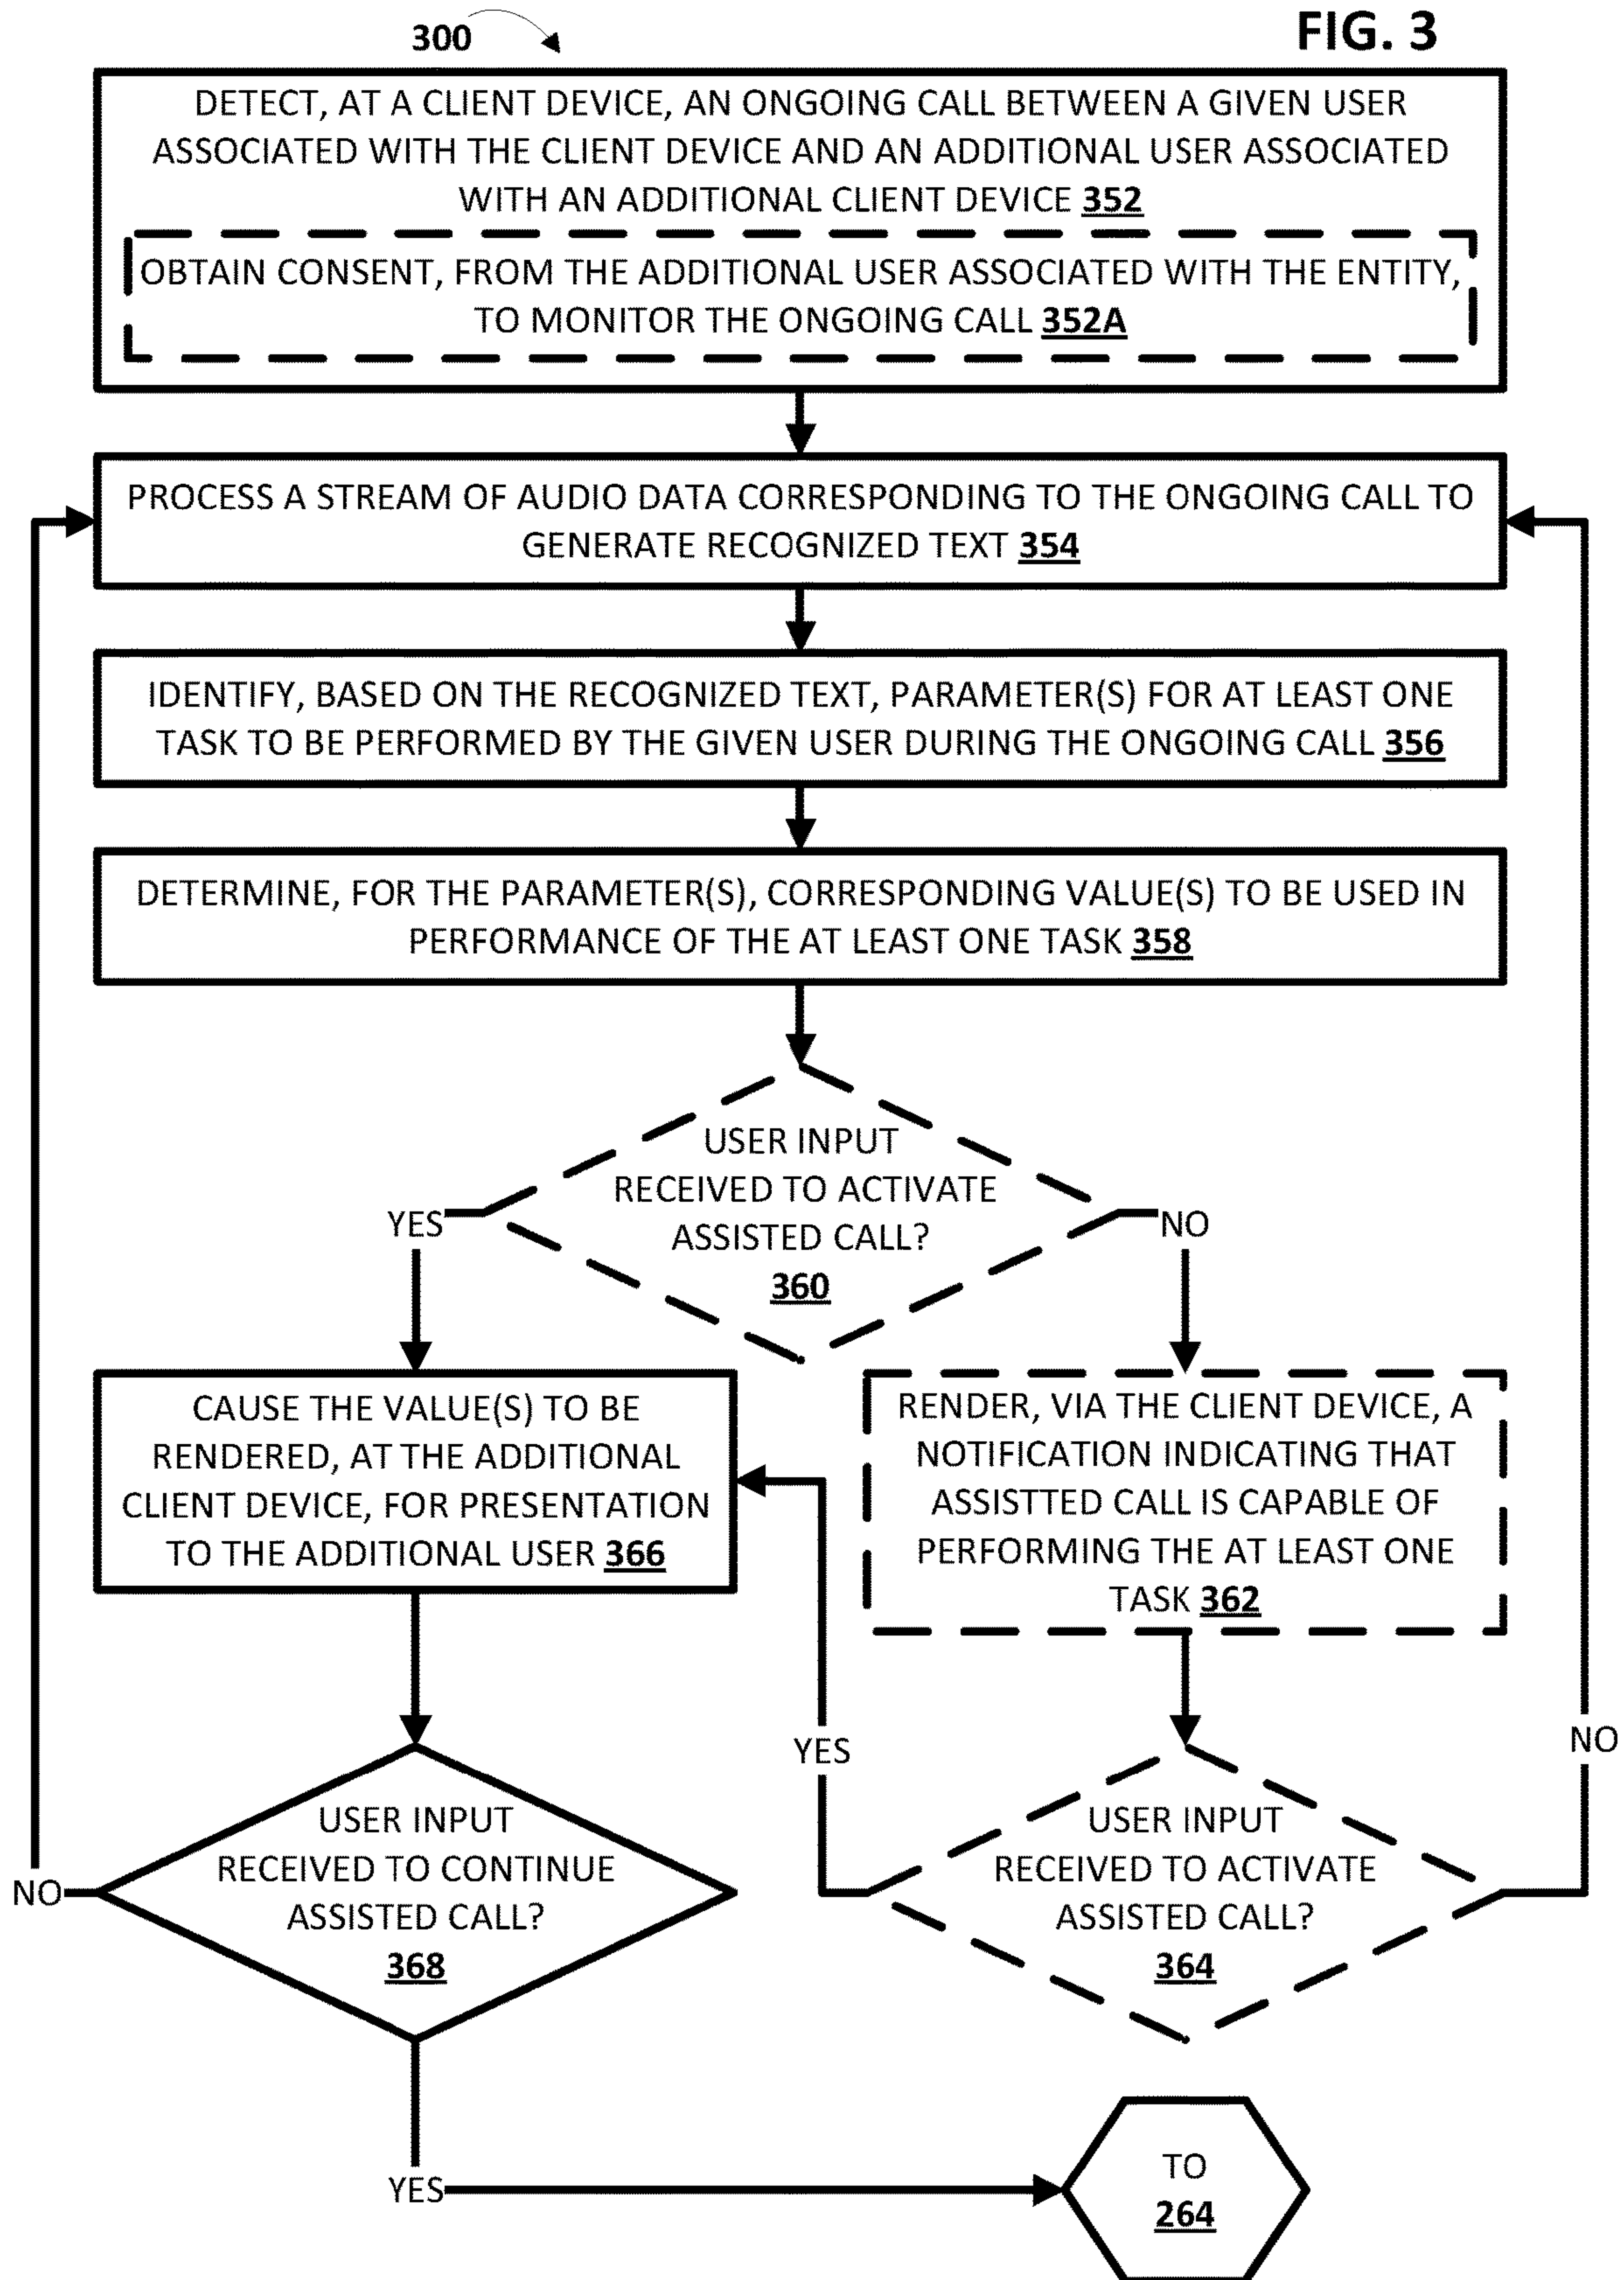 300
FIG. 3
DETECT, AT A CLIENT DEVICE, AN ONGOING CALL BETWEEN A GIVEN USER
ASSOCIATED WITH THE CLIENT DEVICE AND AN ADDITIONAL USER ASSOCIATED
WITH AN ADDITIONAL CLIENT DEVICE 352
OBTAIN CONSENT, FROM THE ADDITIONAL USER ASSOCIATED WITH THE ENTITY,
TO MONITOR THE ONGOING CALL 352A
PROCESS A STREAM OF AUDIO DATA CORRESPONDING TO THE ONGOING CALL TO
GENERATE RECOGNIZED TEXT 354
IDENTIFY, BASED ON THE RECOGNIZED TEXT, PARAMETER(S) FOR AT LEAST ONE
TASK TO BE PERFORMED BY THE GIVEN USER DURING THE ONGOING CALL 356
DETERMINE, FOR THE PARAMETER(S), CORRESPONDING VALUE(S) TO BE USED IN
PERFORMANCE OF THE AT LEAST ONE TASK 358
USER INPUT
RECEIVED TO ACTIVATE
ASSISTED CALL?
360
YES
NO
CAUSE THE VALUE(S) TO BE
RENDERED, AT THE ADDITIONAL
CLIENT DEVICE, FOR PRESENTATION
TO THE ADDITIONAL USER 366
RENDER, VIA THE CLIENT DEVICE, A
NOTIFICATION INDICATING THAT
ASSISTTED CALL IS CAPABLE OF
PERFORMING THE AT LEAST ONE
TASK 362
YES
NO
USER INPUT
RECEIVED TO CONTINUE
ASSISTED CALL?
368
NO
USER INPUT
RECEIVED TO ACTIVATE
ASSISTED CALL?
364
YES
TO
264